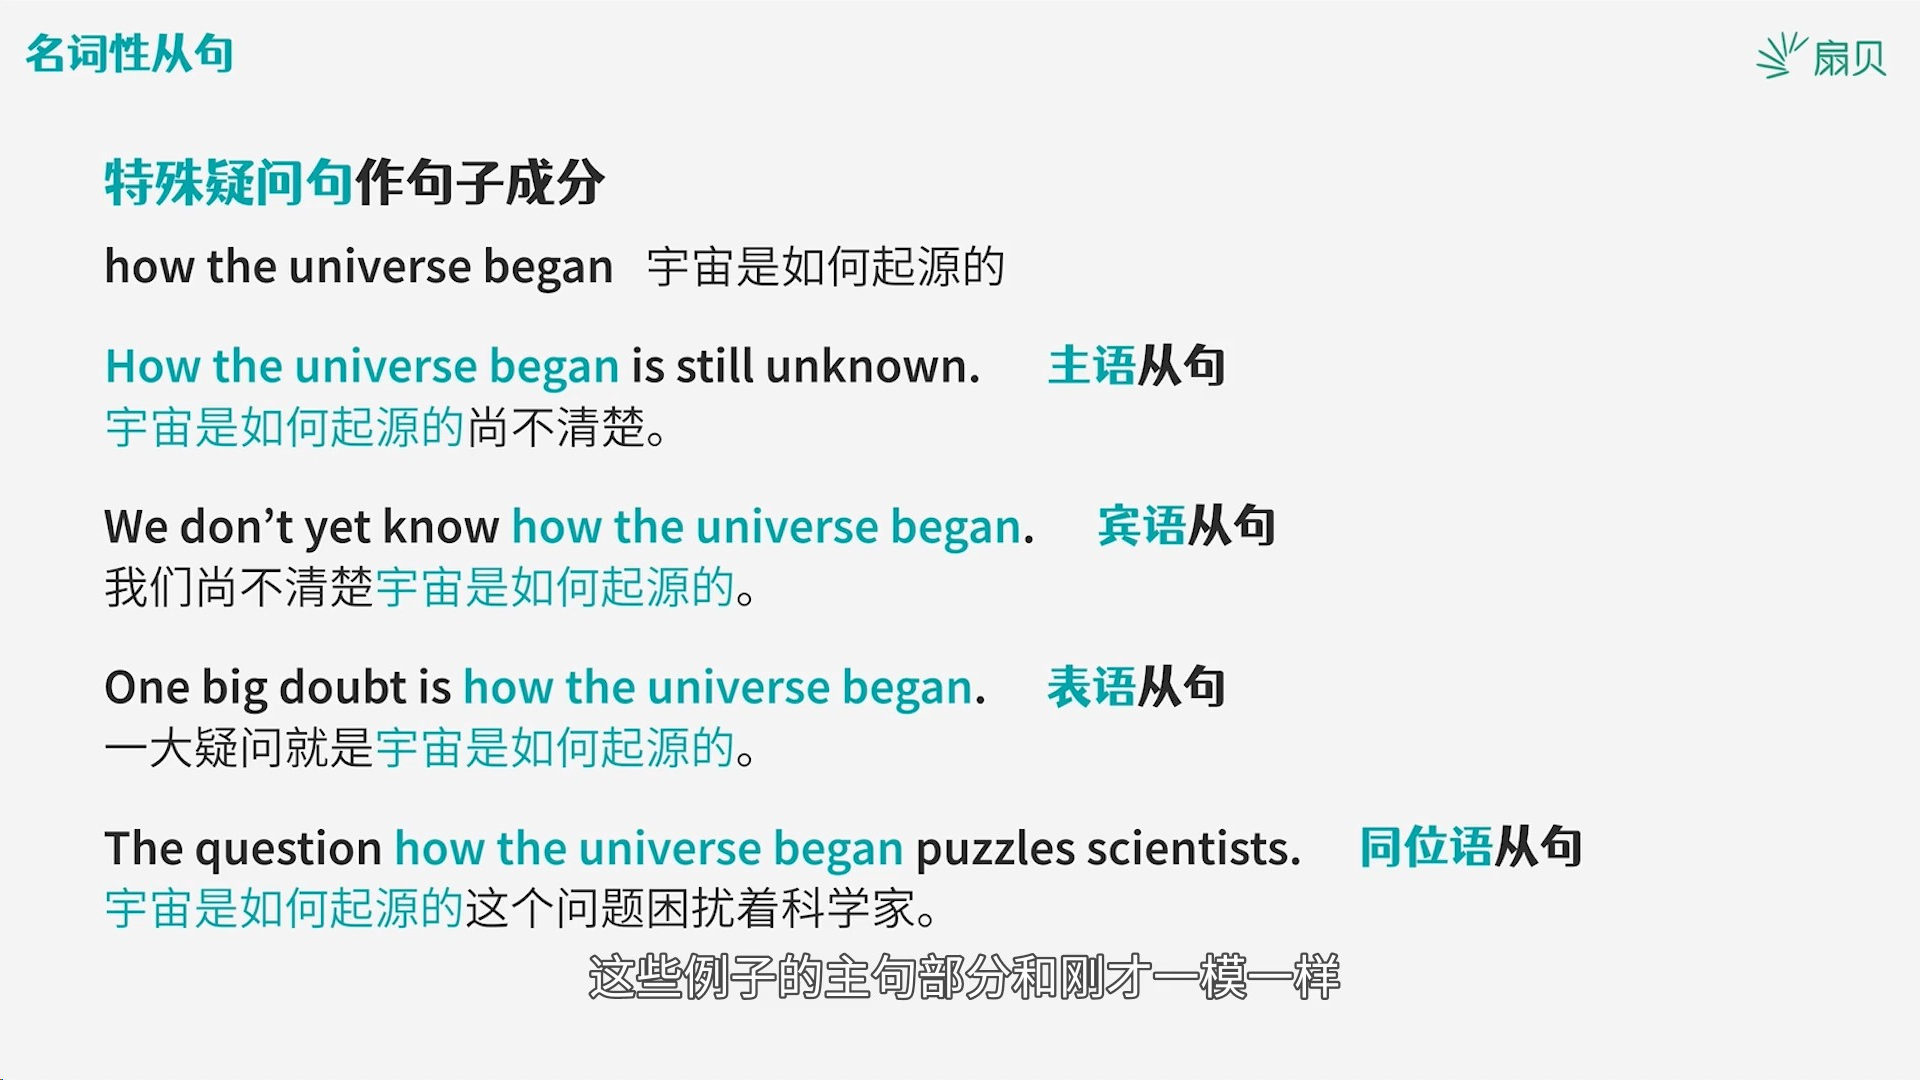 名词性从句
扇贝
特殊疑问句作句子成分
how the universe began 宇宙是如何起源的
How the universe began is still unknown. 主语从句
宇宙是如何起源的尚不清楚。
We don’t yet know how the universe began. 宾语从句
我们尚不清楚宇宙是如何起源的。
One big doubt is how the universe began. 表语从句
一大疑问就是宇宙是如何起源的。
The question how the universe began puzzles scientists. 同位语从句
宇宙是如何起源的这个问题困扰着科学家。
这些例子的主句部分和刚才一模一样